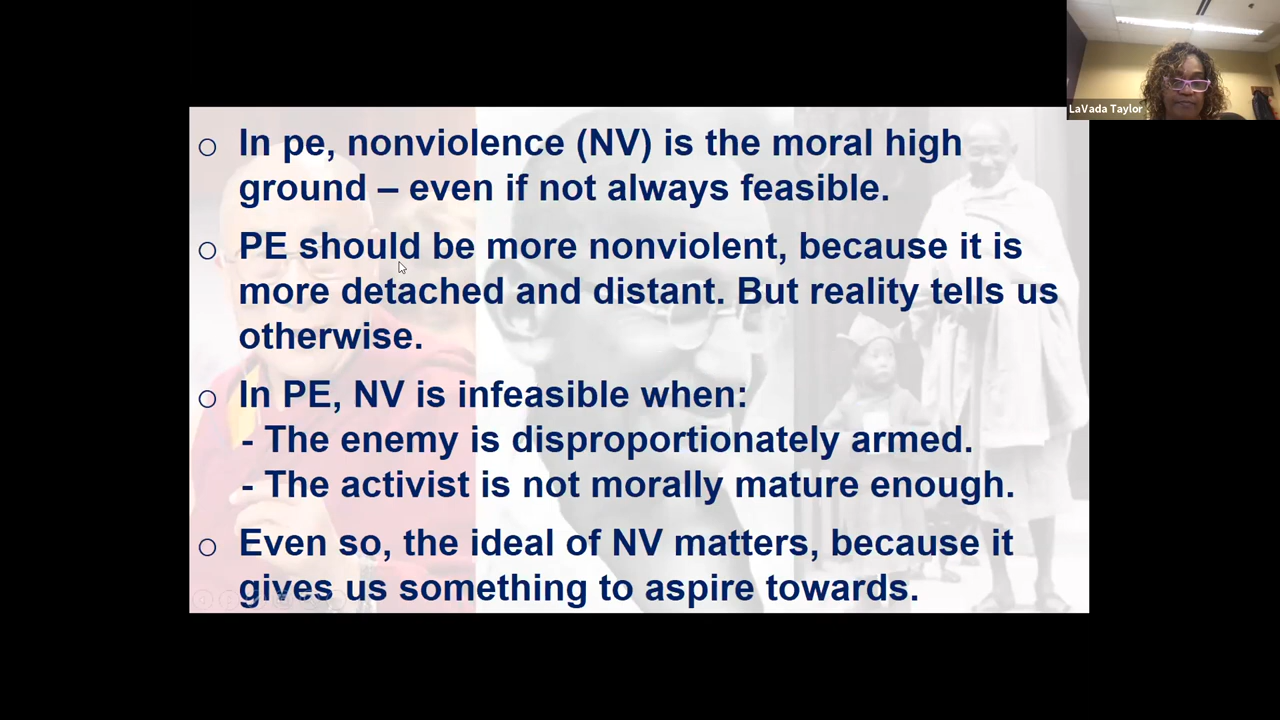 LaVada Taylor
o In pe, nonviolence (NV) is the moral high
ground – even if not always feasible.
o PE should be more nonviolent, because it is
more detached and distant. But reality tells us
otherwise.
o In PE, NV is infeasible when:
- The enemy is disproportionately armed.
- The activist is not morally mature enough.
o Even so, the ideal of NV matters, because it
gives us something to aspire towards.